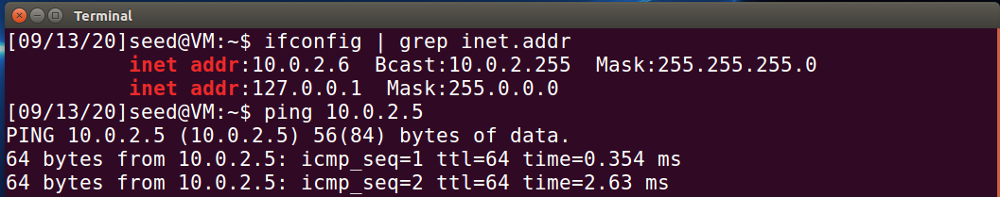 Terminal
[09/13/20]seed@VM:~$ ifconfig | grep inet.addr
          inet addr:10.0.2.6  Bcast:10.0.2.255  Mask:255.255.255.0
          inet addr:127.0.0.1  Mask:255.0.0.0
[09/13/20]seed@VM:~$ ping 10.0.2.5
PING 10.0.2.5 (10.0.2.5) 56(84) bytes of data.
64 bytes from 10.0.2.5: icmp_seq=1 ttl=64 time=0.354 ms
64 bytes from 10.0.2.5: icmp_seq=2 ttl=64 time=2.63 ms